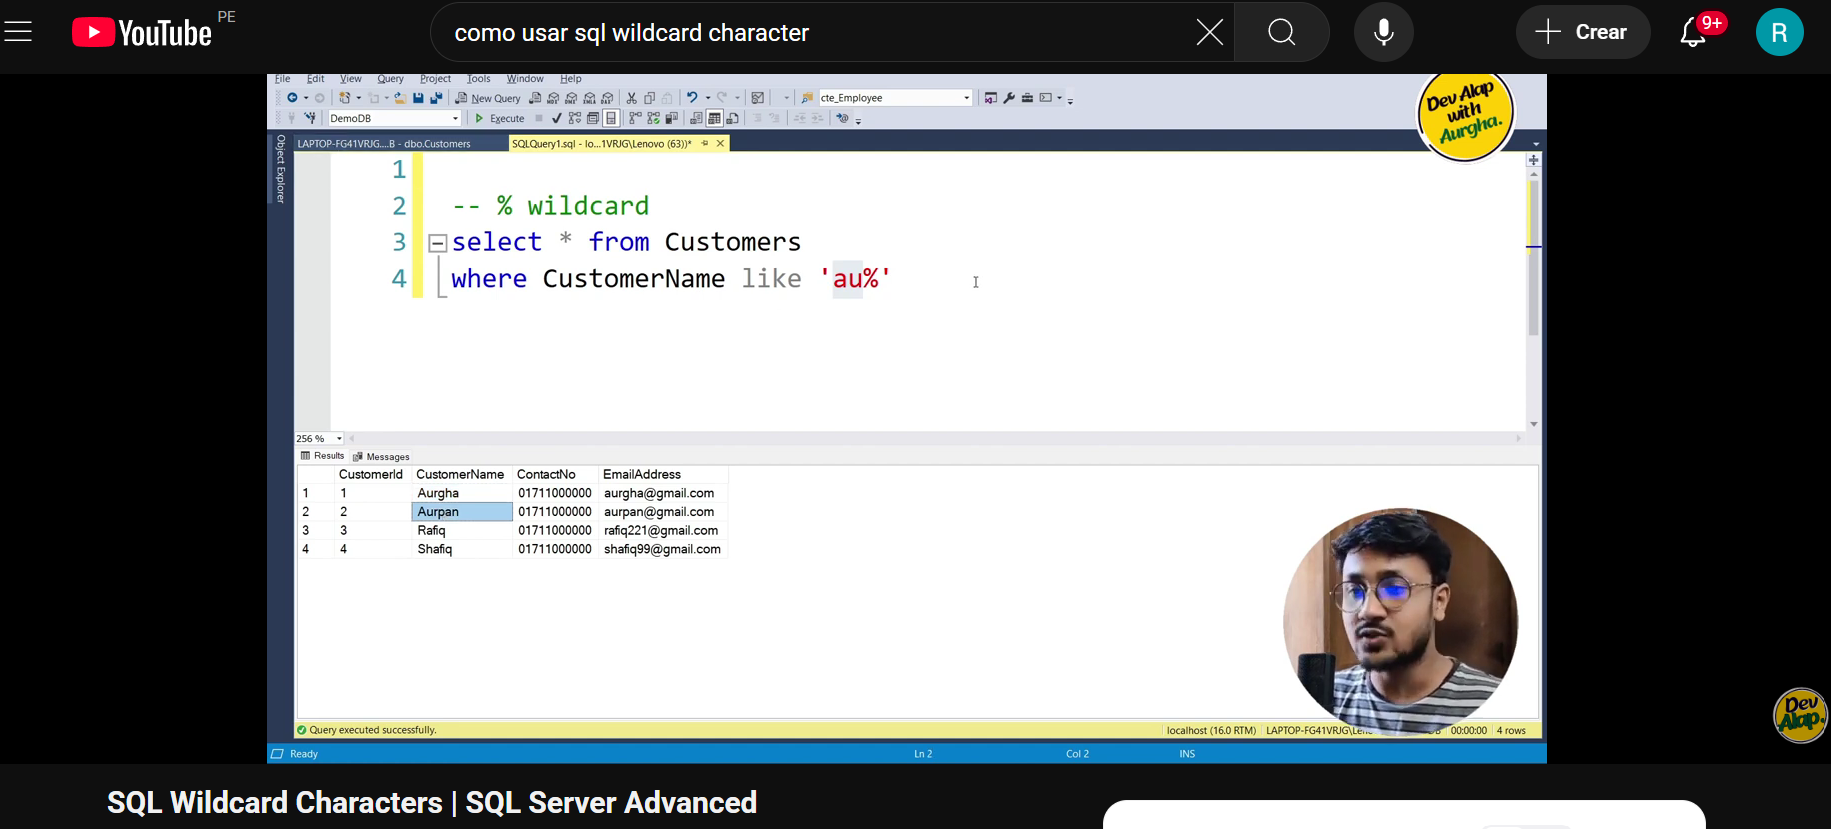 YouTube PE
como usar sql wildcard character
Crear
9+
R
File Edit View Query Project Tools Window Help
New Query
cte_Employee
DemoDB
Execute
Dev Alap
with
Aurgha.
Object Explorer
LAPTOP-FG41VRJG....B - dbo.Customers
SQLQuery1.sql - lo...1VRJG\Lenovo (63))*
1
2 -- % wildcard
3 select * from Customers
4 where CustomerName like 'au%'
256 %
Results Messages
CustomerId CustomerName ContactNo EmailAddress
1 1 Aurgha 01711000000 aurgha@gmail.com
2 2 Aurpan 01711000000 aurpan@gmail.com
3 3 Rafiq 01711000000 rafiq221@gmail.com
4 4 Shafiq 01711000000 shafiq99@gmail.com
Dev
Alap.
Query executed successfully.
localhost (16.0 RTM) 00:00:00 4 rows
Ready Ln 2 Col 2 INS
SQL Wildcard Characters | SQL Server Advanced